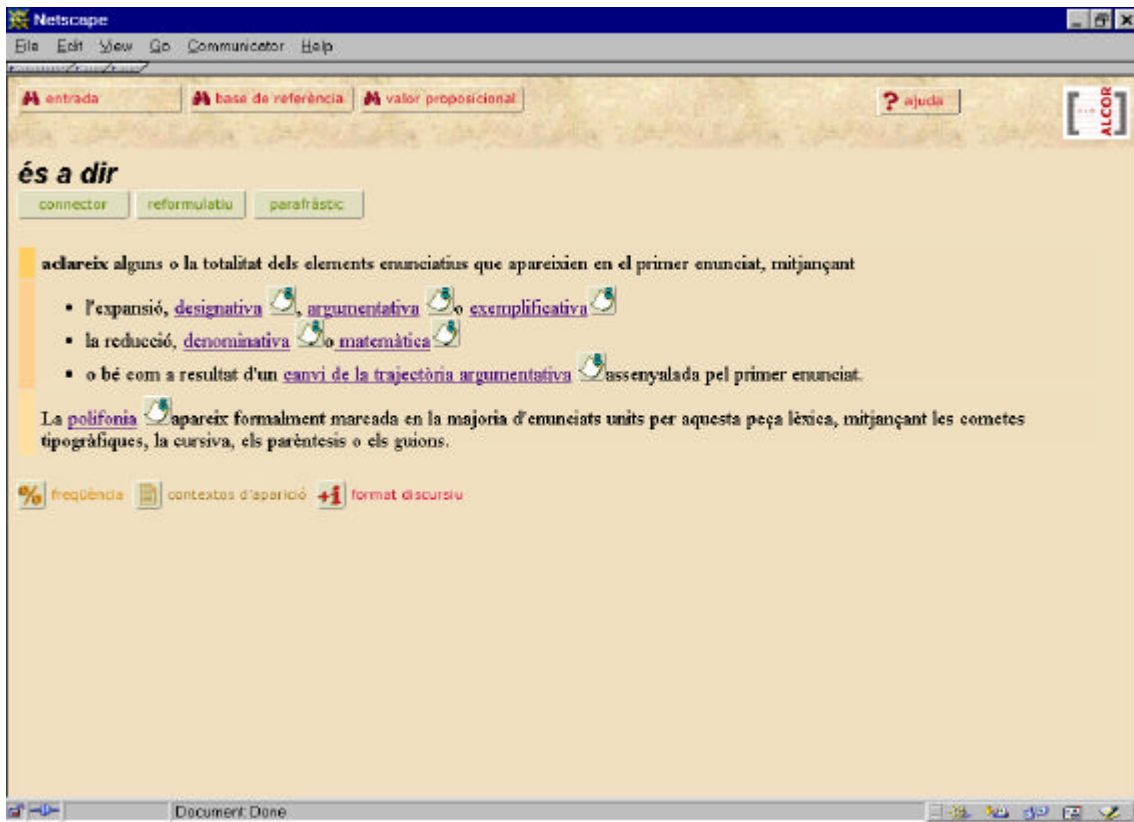 Netscape
File Edit View Go Communicator Help
entrada base de referència valor proposicional ? ajuda ALCOR
és a dir
connector reformulatiu parafràstic
aclareix alguns o la totalitat dels elements enunciatius que apareixien en el primer enunciat, mitjançant
• l'expansió, designativa , argumentativa o exemplificativa
• la reducció, denominativa o matemàtica
• o bé com a resultat d'un canvi de la trajectòria argumentativa assenyalada pel primer enunciat.
La polifonia apareix formalment marcada en la majoria d'enunciats units per aquesta peça lèxica, mitjançant les cometes
tipogràfiques, la cursiva, els parèntesis o els guions.
% freqüència contextos d'aparició +i format discursiu
Document: Done